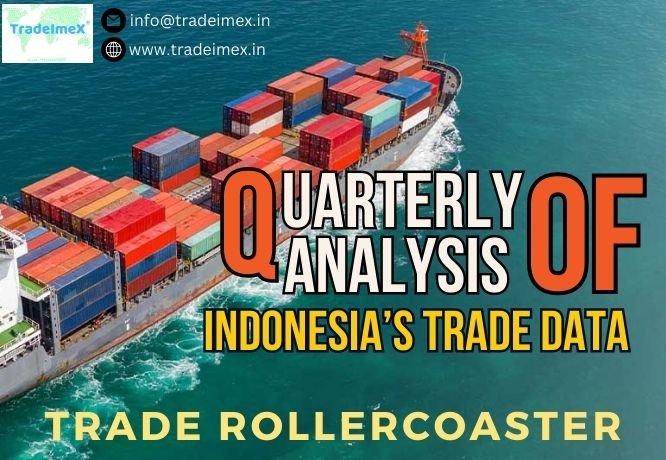 TradeImeX®
info@tradeimex.in
www.tradeimex.in
QUARTERLY
ANALYSIS OF
INDONESIA'S TRADE DATA
TRADE ROLLERCOASTER